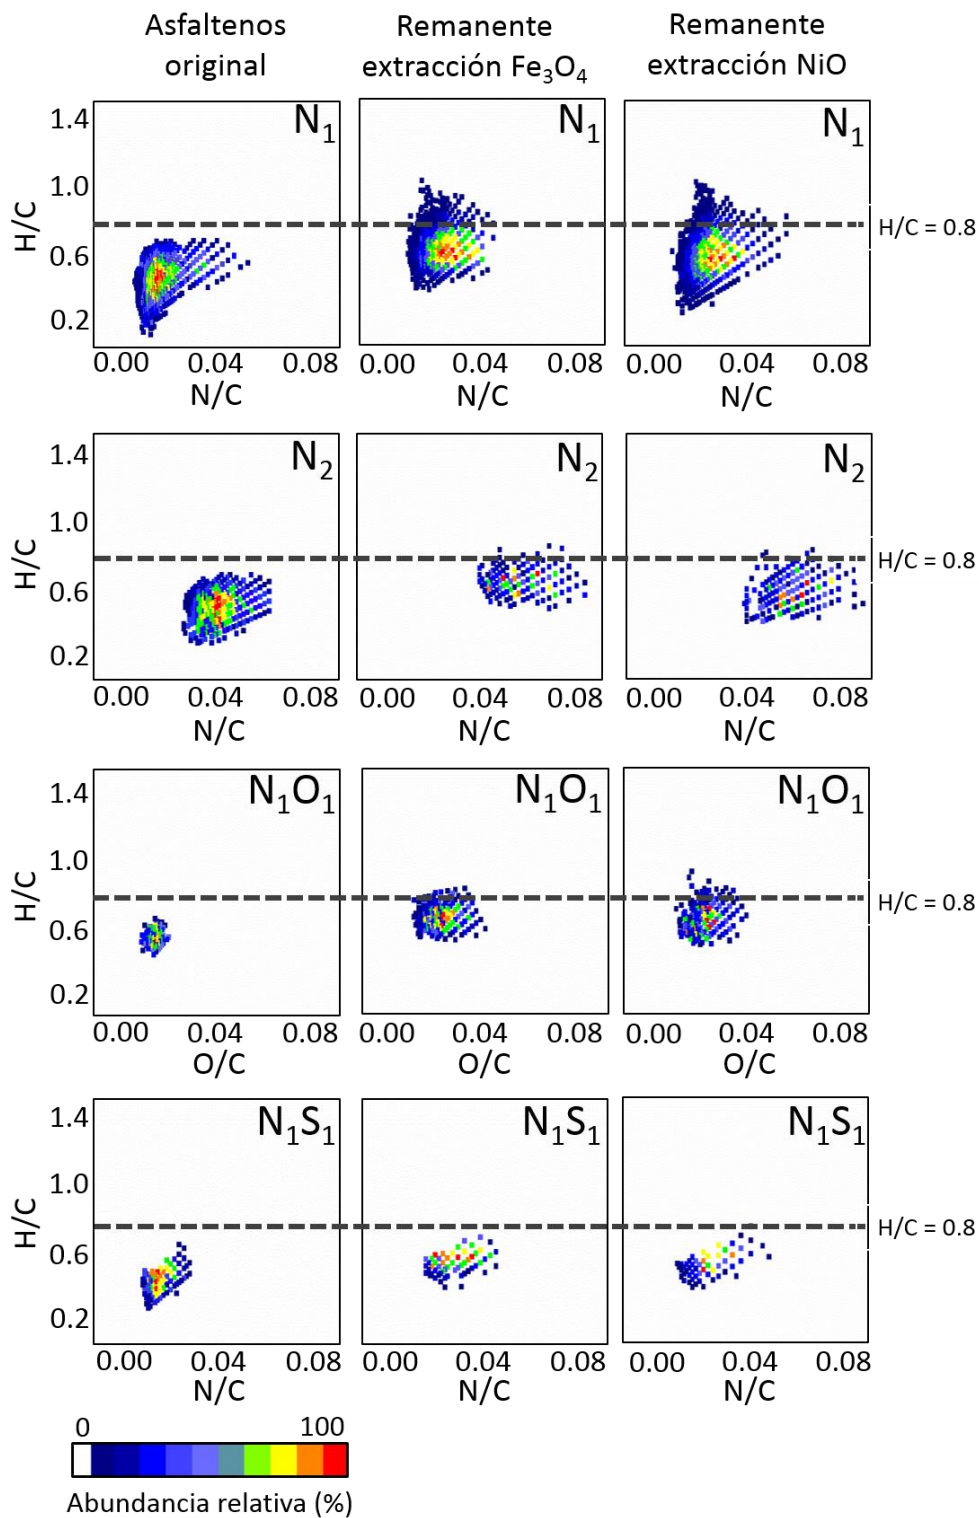 Asfaltenos
original
Remanente
extracción Fe₃O₄
Remanente
extracción NiO
H/C
1.4
1.0
0.6
0.2
N₁
N₁
N₁
H/C = 0.8
0.00 0.04 0.08
0.00 0.04 0.08
0.00 0.04 0.08
N/C
N/C
N/C
H/C
1.4
1.0
0.6
0.2
N₂
N₂
N₂
H/C = 0.8
0.00 0.04 0.08
0.00 0.04 0.08
0.00 0.04 0.08
N/C
N/C
N/C
H/C
1.4
1.0
0.6
0.2
N₁O₁
N₁O₁
N₁O₁
H/C = 0.8
0.00 0.04 0.08
0.00 0.04 0.08
0.00 0.04 0.08
O/C
O/C
O/C
H/C
1.4
1.0
0.6
0.2
N₁S₁
N₁S₁
N₁S₁
H/C = 0.8
0.00 0.04 0.08
0.00 0.04 0.08
0.00 0.04 0.08
N/C
N/C
N/C
0 100
Abundancia relativa (%)